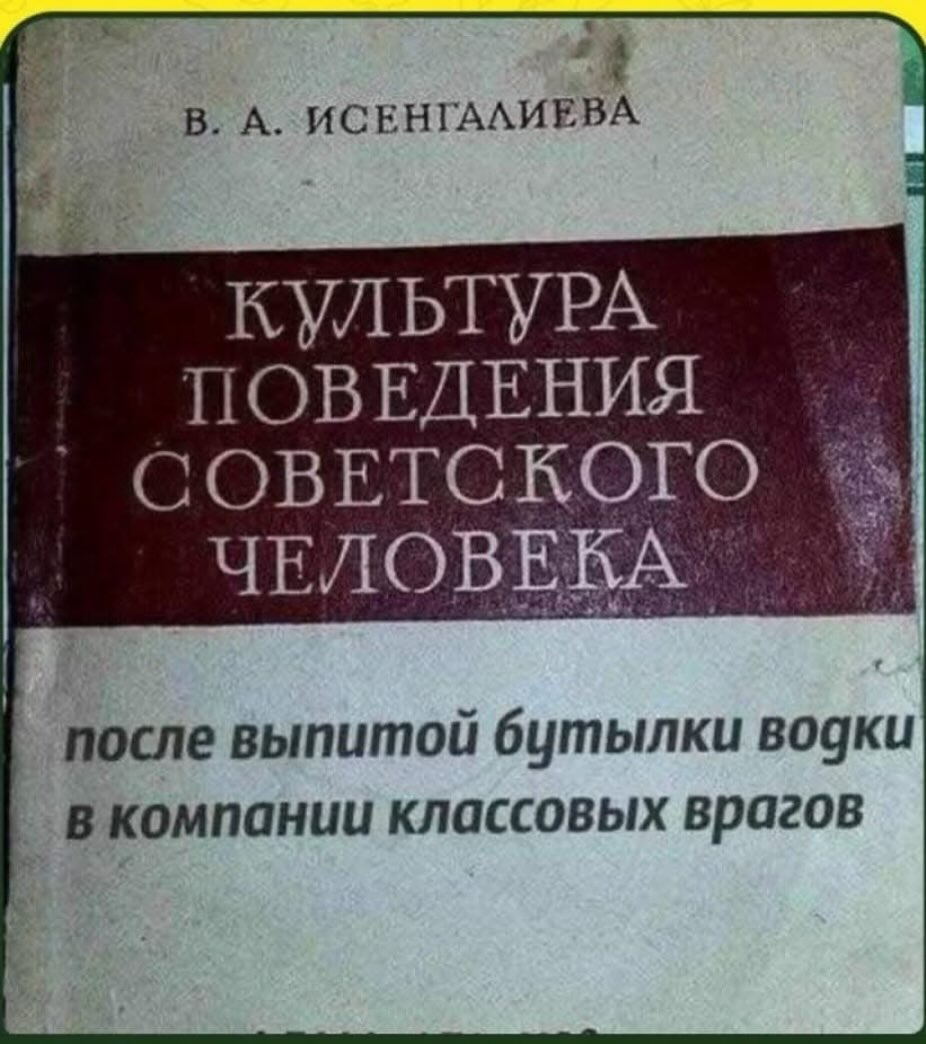 В. А. ИСЕНГАЛИЕВА
КУЛЬТУРА
ПОВЕДЕНИЯ
СОВЕТСКОГО
ЧЕЛОВЕКА
после выпитой бутылки водки
в компании классовых врагов